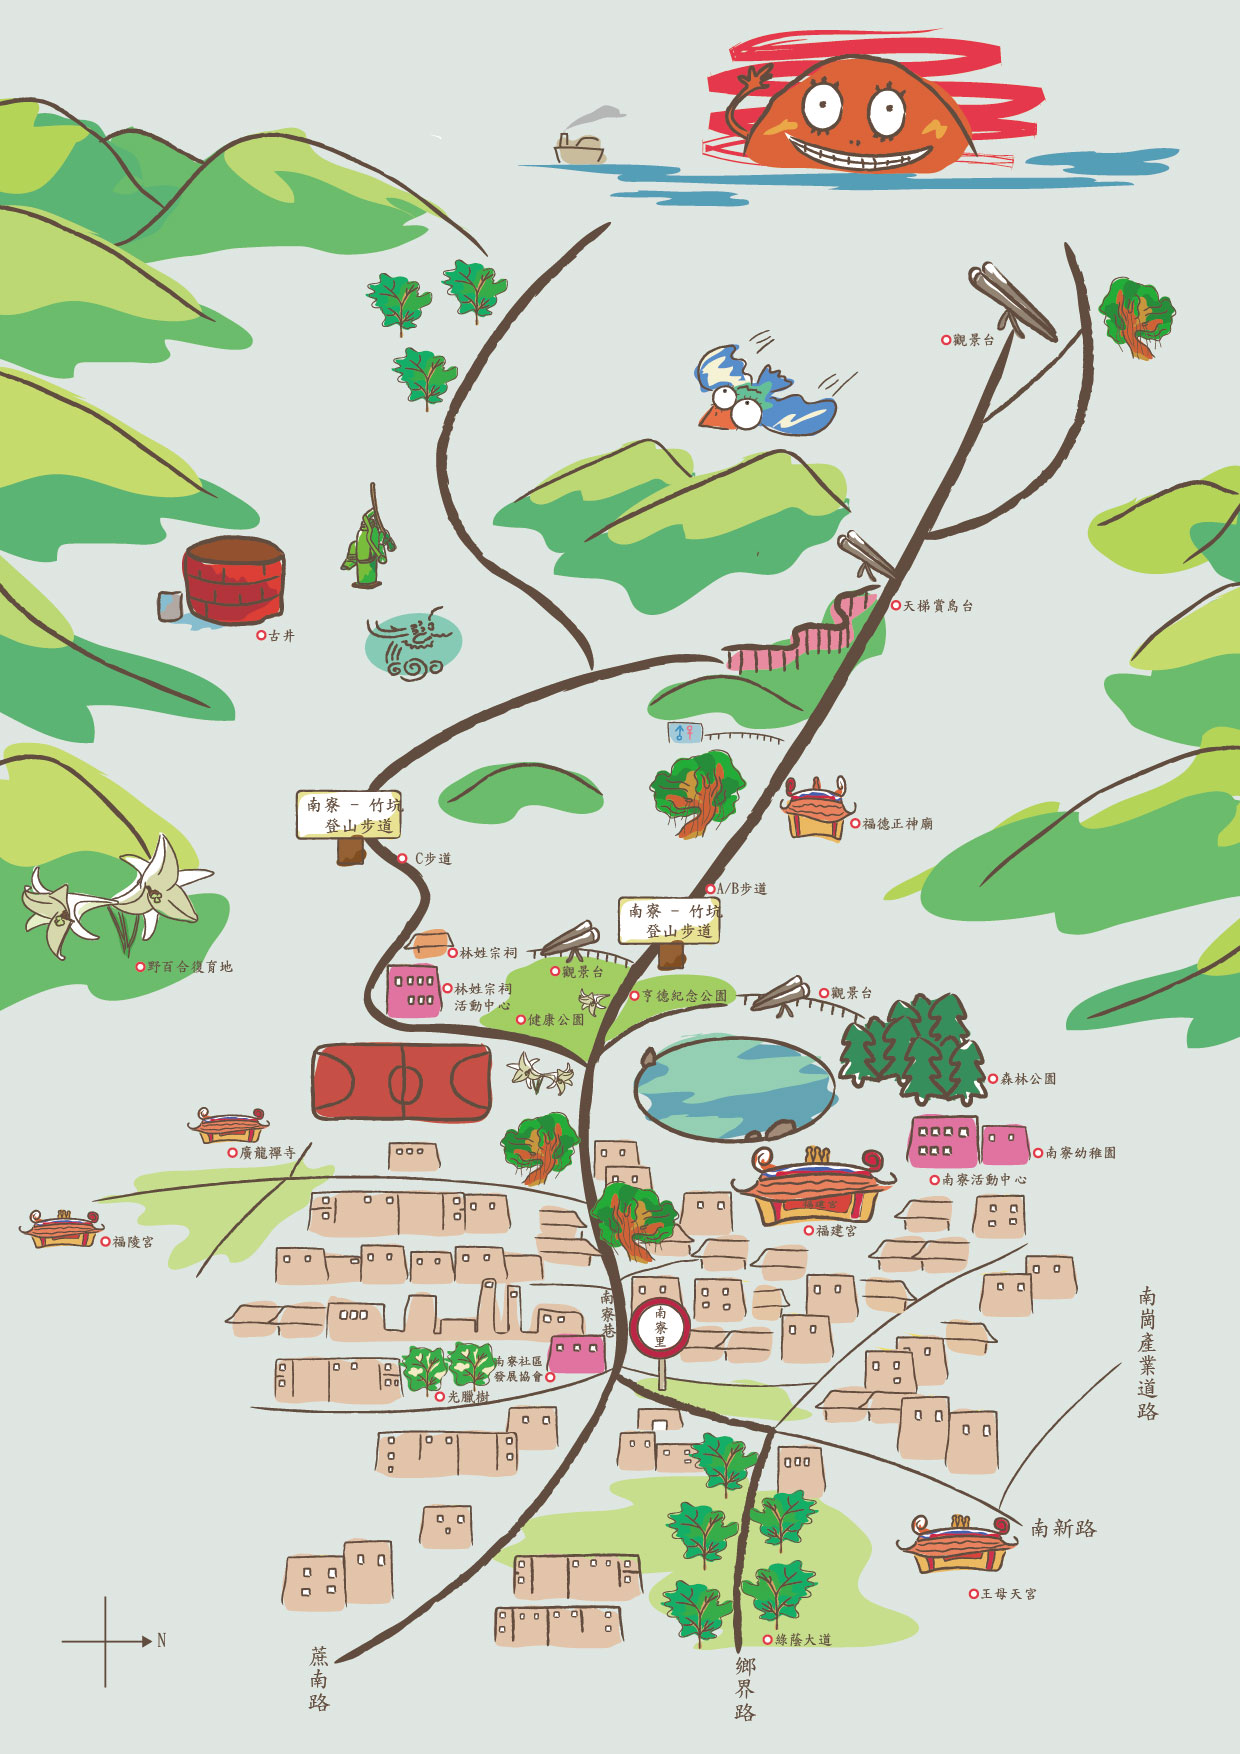 觀景台
天梯賞鳥台
古井
福德正神廟
南寮 - 竹坑
登山步道
C步道
A/B步道
南寮 - 竹坑
登山步道
林姓宗祠
野百合復育地
觀景台
林姓宗祠
活動中心
亨德紀念公園
觀景台
健康公園
森林公園
廣龍禪寺
南寮幼稚園
南寮活動中心
福陵宮
福建宮
福建宮
南寮巷
南寮里
南崗產業道路
南寮社區
發展協會
光臘樹
南新路
王母天宮
綠蔭大道
N
蔗南路
鄉界路